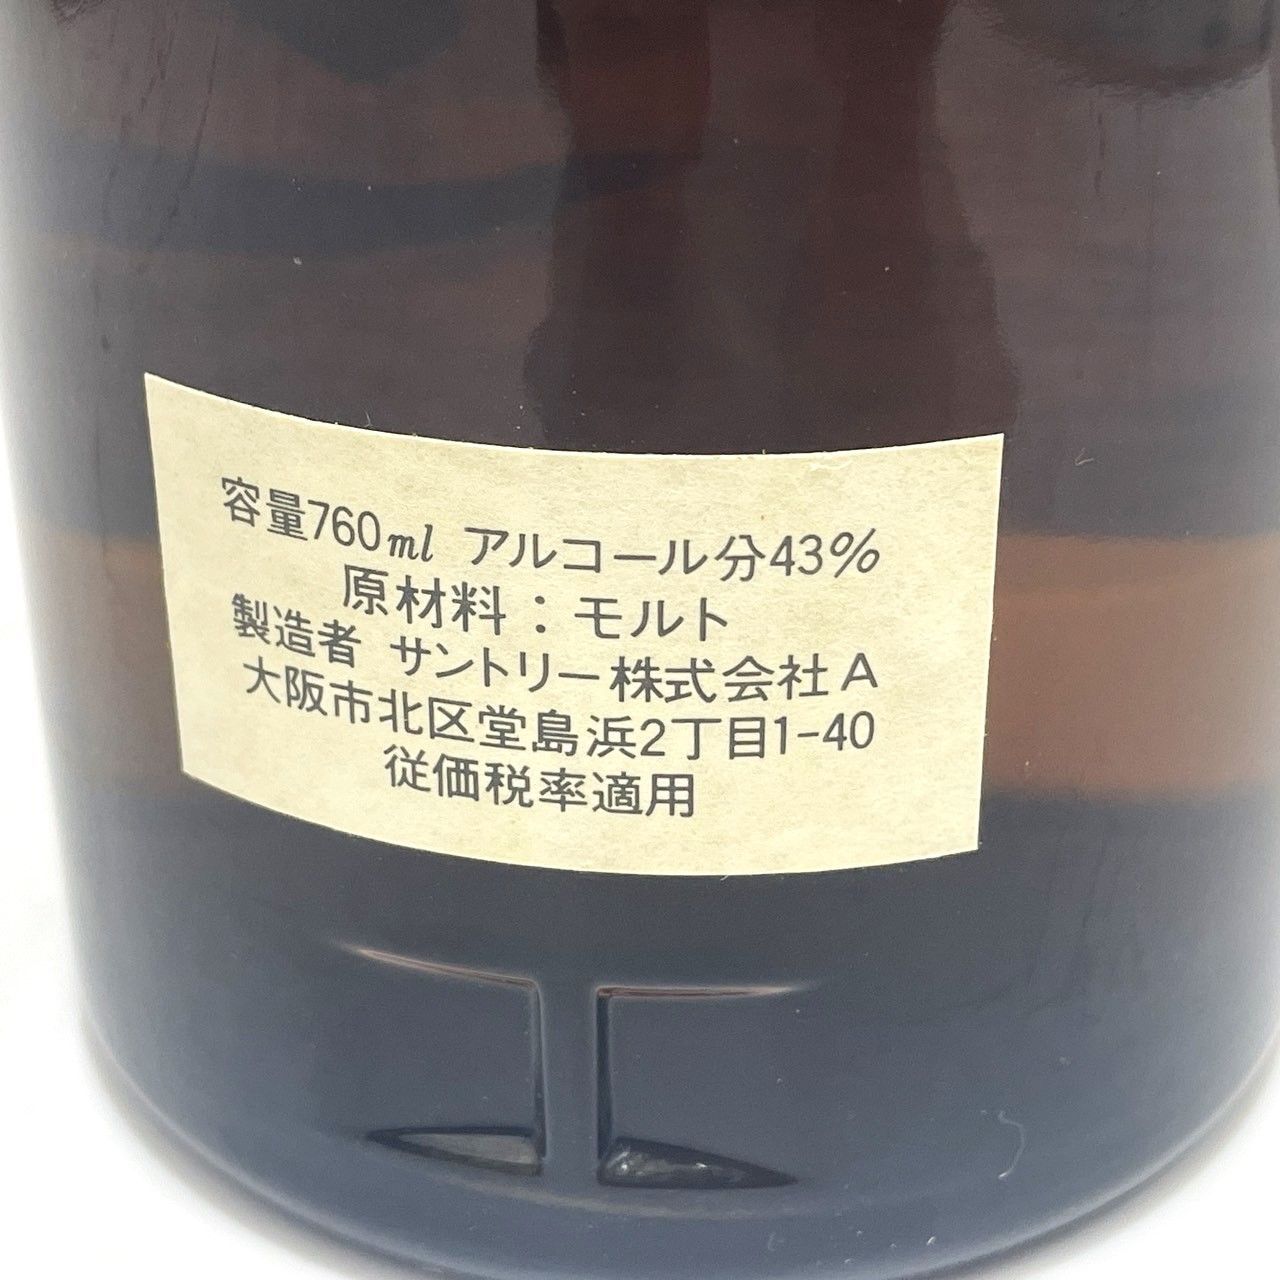 容量760ml アルコール分43%
原材料：モルト
製造者 サントリー株式会社A
大阪市北区堂島浜2丁目1-40
従価税率適用